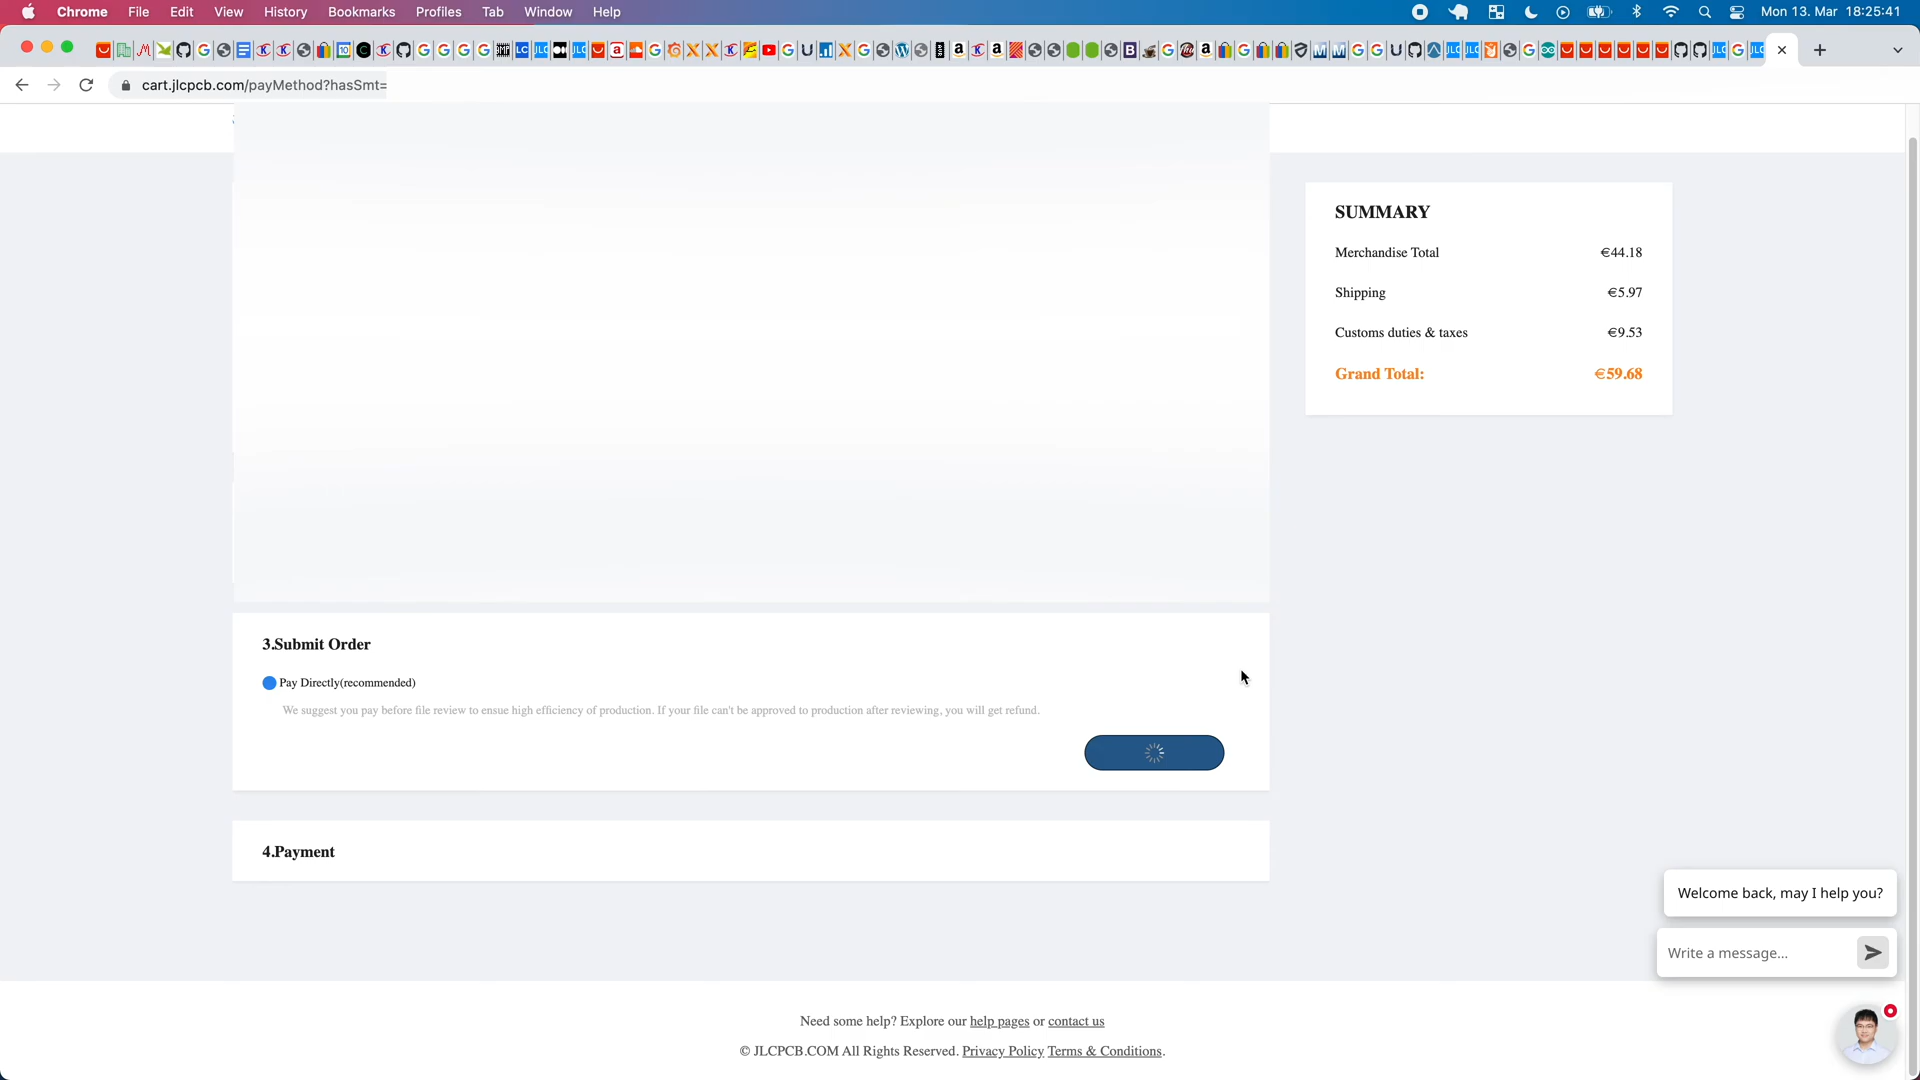 Chrome File Edit View History Bookmarks Profiles Tab Window Help
Mon 13. Mar 18:25:41
cart.jlcpcb.com/payMethod?hasSmt=
SUMMARY
Merchandise Total €44.18
Shipping €5.97
Customs duties & taxes €9.53
Grand Total: €59.68
3.Submit Order
Pay Directly(recommended)
We suggest you pay before file review to ensue high efficiency of production. If your file can't be approved to production after reviewing, you will get refund.
4.Payment
Welcome back, may I help you?
Write a message...
Need some help? Explore our help pages or contact us
© JLCPCB.COM All Rights Reserved. Privacy Policy Terms & Conditions.